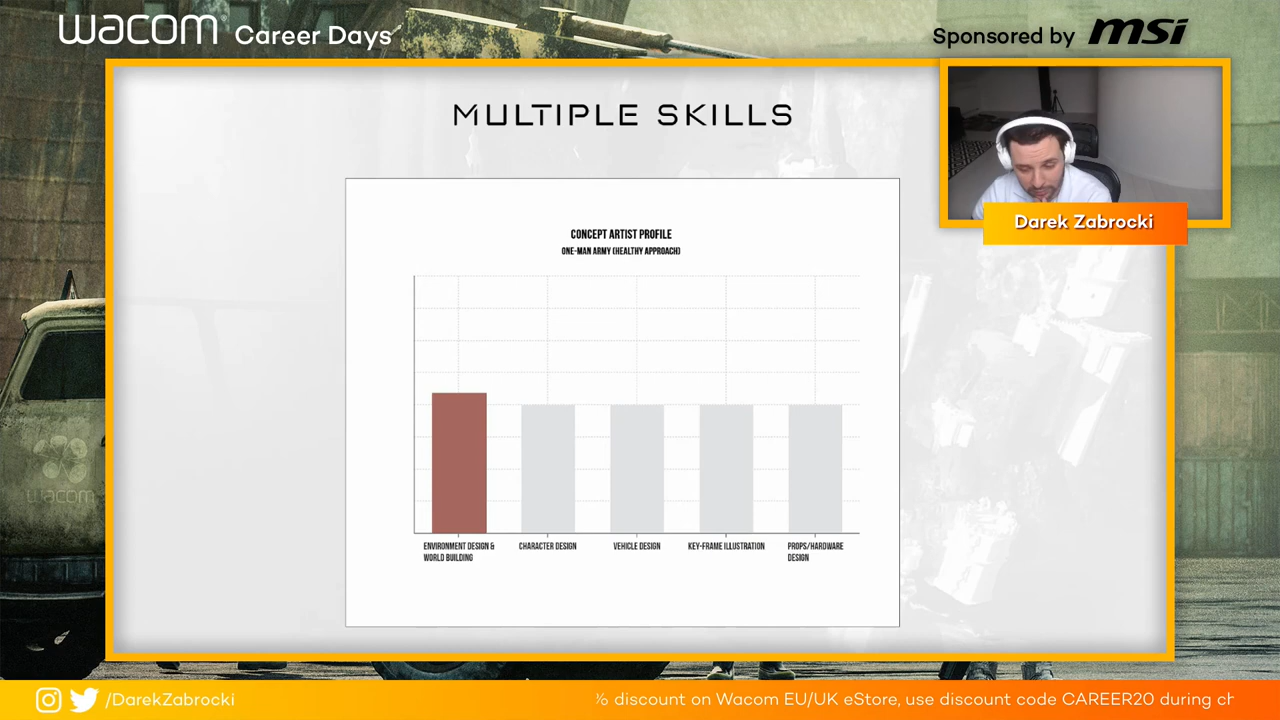 wacom Career Days
Sponsored by msi
MULTIPLE SKILLS
Darek Zabrocki
CONCEPT ARTIST PROFILE
ONE-MAN ARMY (HEALTHY APPROACH)
ENVIRONMENT DESIGN &
WORLD BUILDING
CHARACTER DESIGN
VEHICLE DESIGN
KEY-FRAME ILLUSTRATION
PROPS/HARDWARE
DESIGN
wacom
/DarekZabrocki
% discount on Wacom EU/UK eStore, use discount code CAREER20 during ch